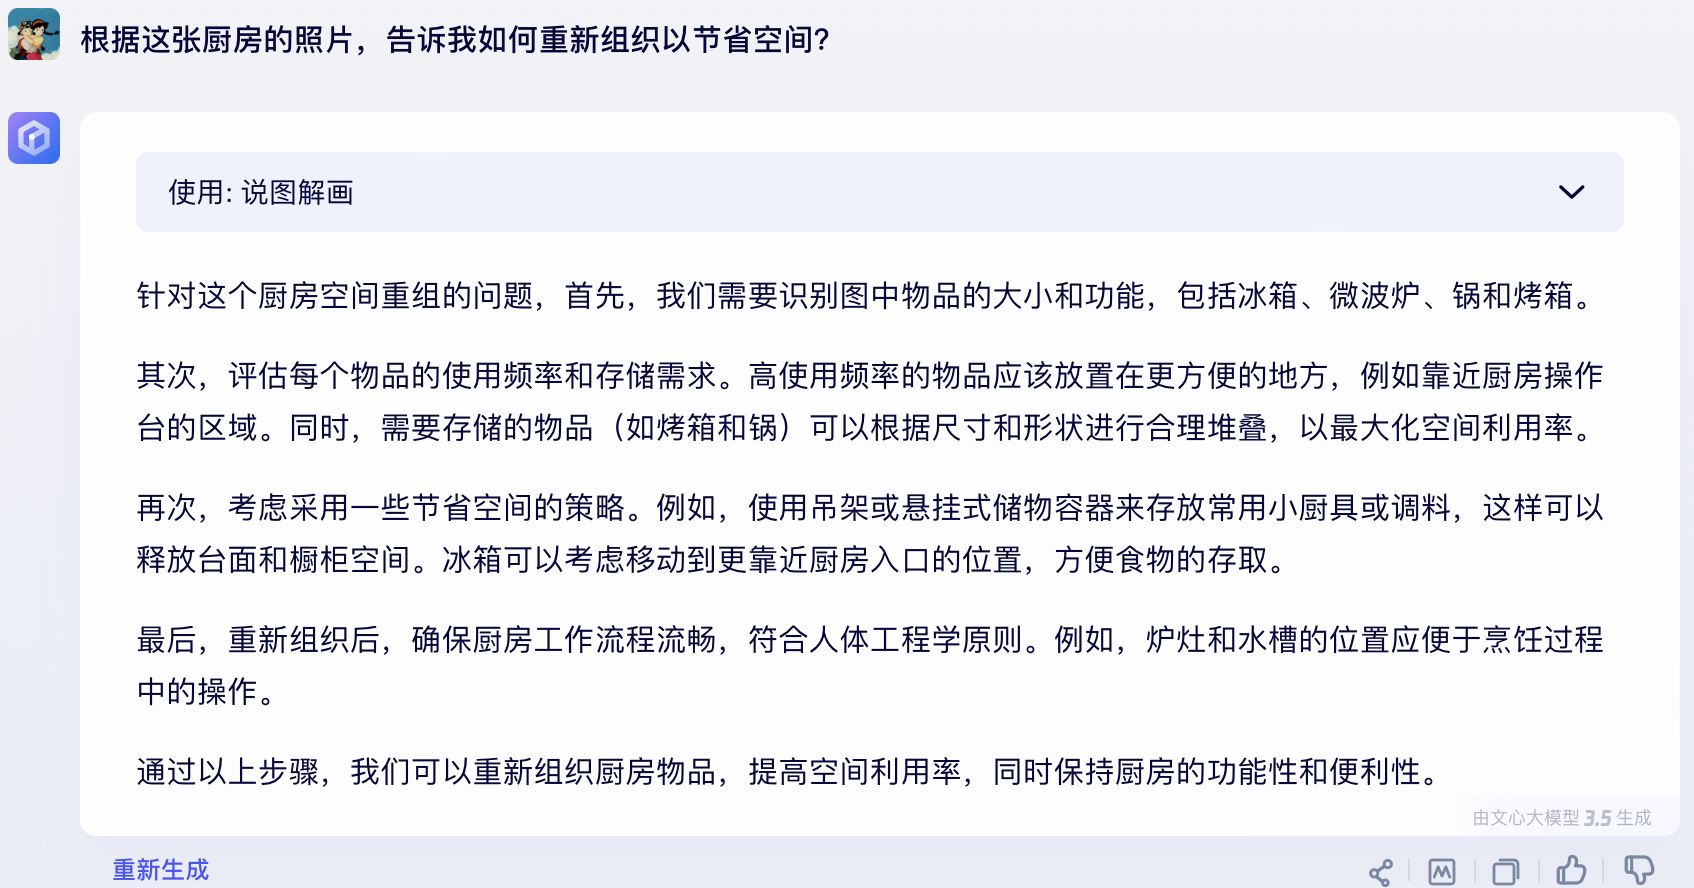 根据这张厨房的照片，告诉我如何重新组织以节省空间？
使用: 说图解画
针对这个厨房空间重组的问题，首先，我们需要识别图中物品的大小和功能，包括冰箱、微波炉、锅和烤箱。
其次，评估每个物品的使用频率和存储需求。高使用频率的物品应该放置在更方便的地方，例如靠近厨房操作
台的区域。同时，需要存储的物品（如烤箱和锅）可以根据尺寸和形状进行合理堆叠，以最大化空间利用率。
再次，考虑采用一些节省空间的策略。例如，使用吊架或悬挂式储物容器来存放常用小厨具或调料，这样可以
释放台面和橱柜空间。冰箱可以考虑移动到更靠近厨房入口的位置，方便食物的存取。
最后，重新组织后，确保厨房工作流程流畅，符合人体工程学原则。例如，炉灶和水槽的位置应便于烹饪过程
中的操作。
通过以上步骤，我们可以重新组织厨房物品，提高空间利用率，同时保持厨房的功能性和便利性。
由文心大模型 3.5 生成
重新生成